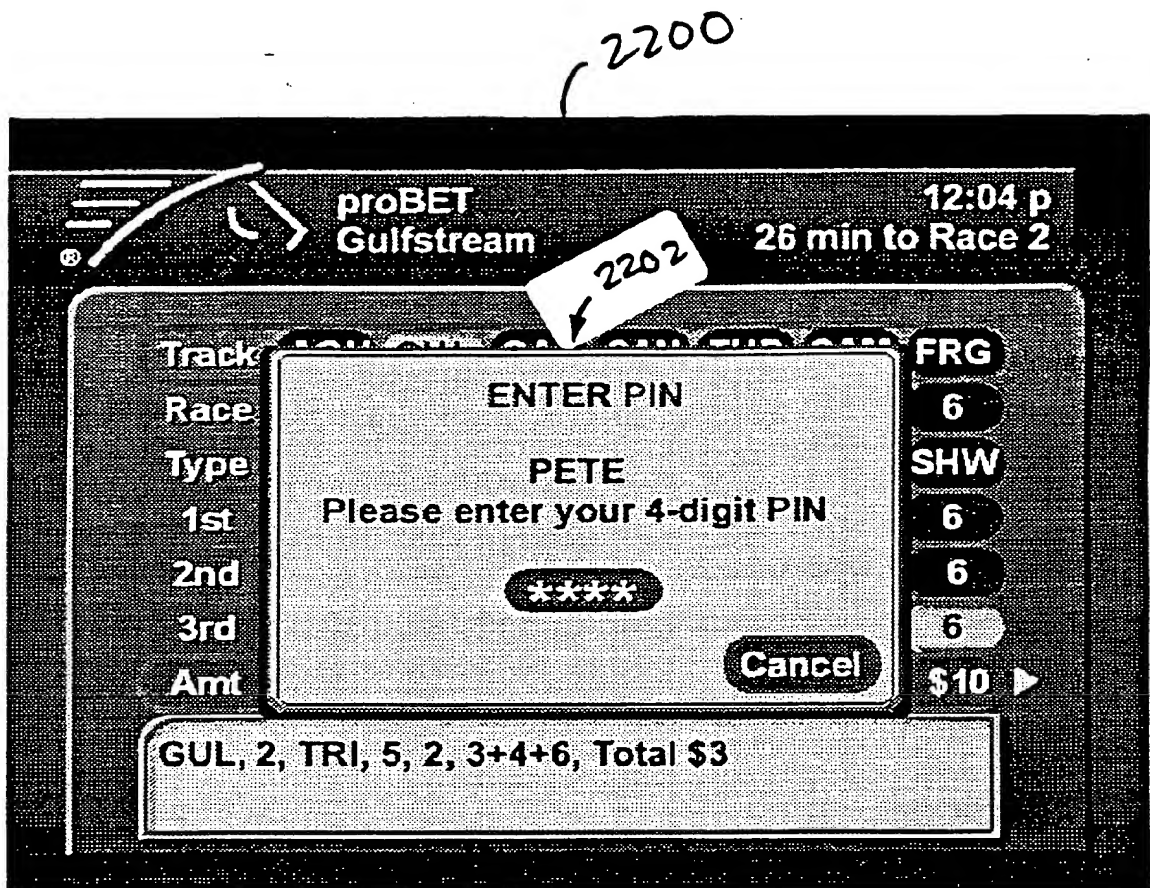 2200
proBET
Gulfstream
12:04 p
26 min to Race 2
®
2202
Track FRG
Race 6
Type SHW
1st 6
2nd 6
3rd 6
Amt $10
ENTER PIN
PETE
Please enter your 4-digit PIN
****
Cancel
GUL, 2, TRI, 5, 2, 3+4+6, Total $3